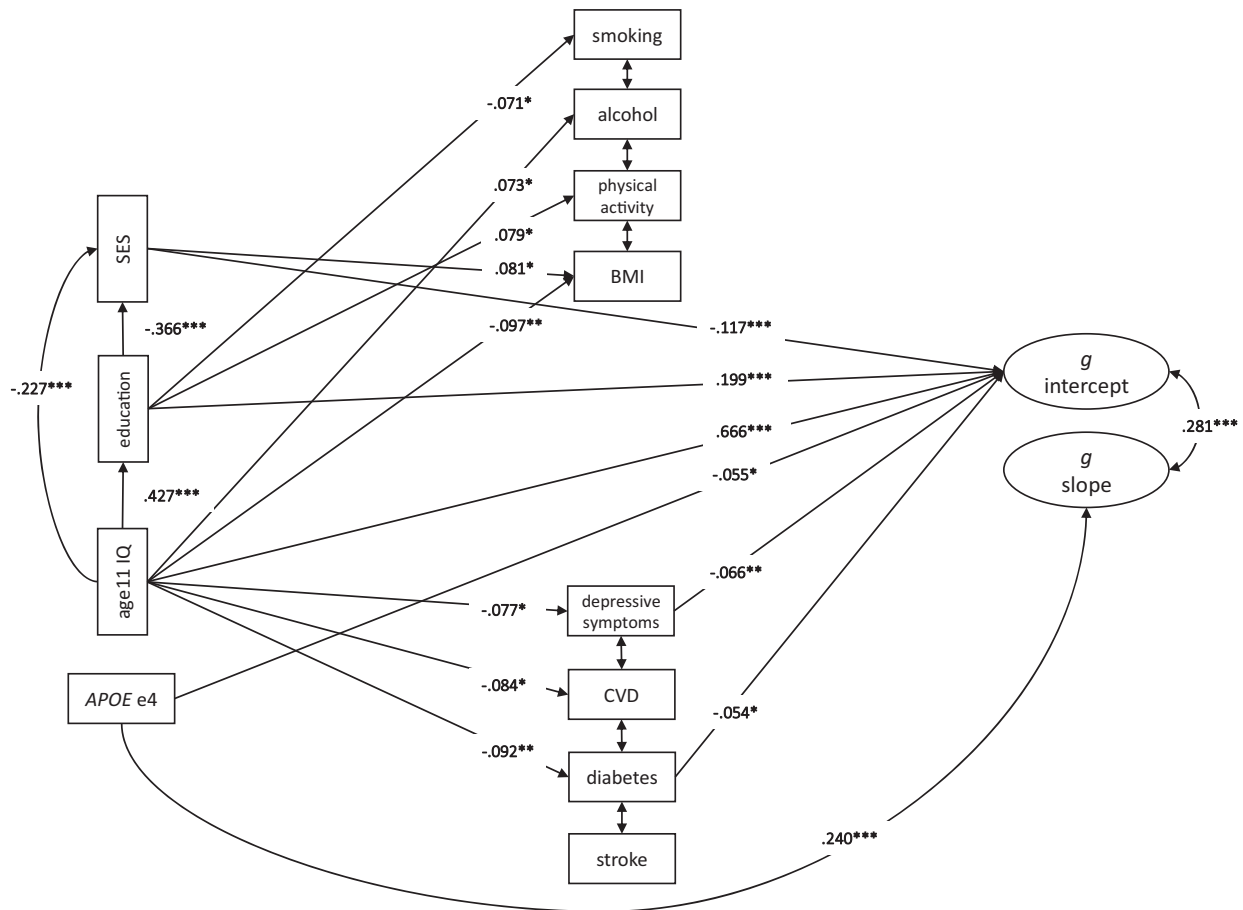 smoking
-.071*
alcohol
.073*
physical
activity
.079*
SES
.081*
BMI
-.097**
-.117***
-.366***
g
intercept
-.227***
.199***
education
.666***
.281***
-.055*
g
slope
.427***
age11 IQ
-.066**
-.077*
depressive
symptoms
APOE e4
-.084*
CVD
-.054*
-.092**
diabetes
.240***
stroke